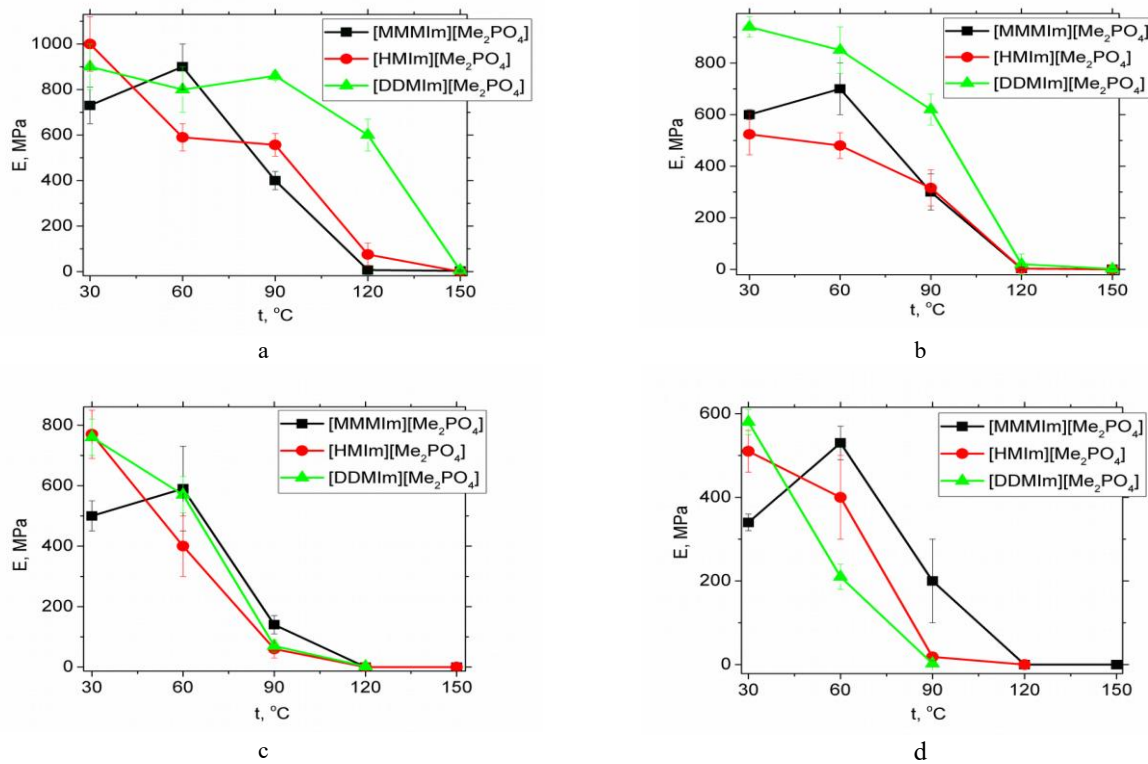 [MMMIm][Me₂PO₄]
[HMIm][Me₂PO₄]
[DDMIm][Me₂PO₄]
1000
800
600
400
200
0
E, MPa
30 60 90 120 150
t, °C
a
[MMMIm][Me₂PO₄]
[HMIm][Me₂PO₄]
[DDMIm][Me₂PO₄]
800
600
400
200
0
E, MPa
30 60 90 120 150
t, °C
b
[MMMIm][Me₂PO₄]
[HMIm][Me₂PO₄]
[DDMIm][Me₂PO₄]
800
600
400
200
0
E, MPa
30 60 90 120 150
t, °C
c
[MMMIm][Me₂PO₄]
[HMIm][Me₂PO₄]
[DDMIm][Me₂PO₄]
600
400
200
0
E, MPa
30 60 90 120 150
t, °C
d